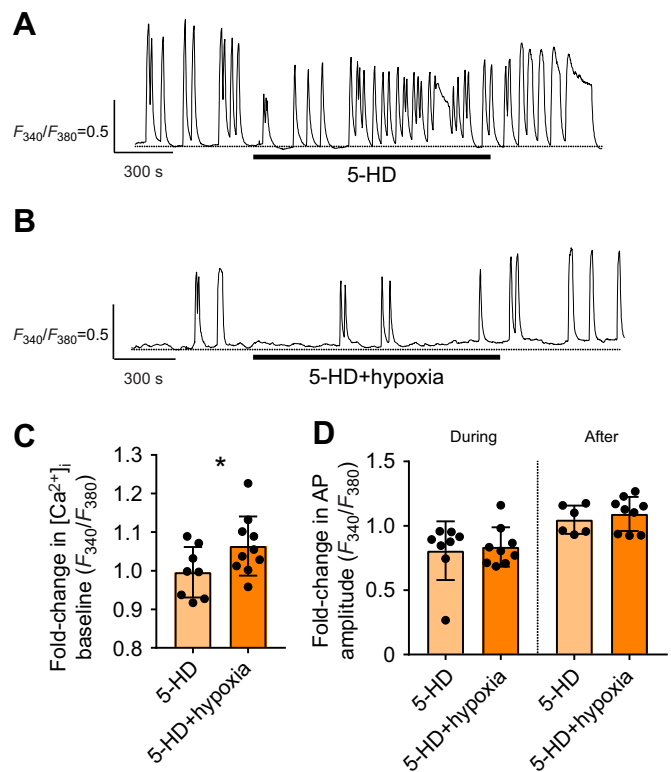 A
F340/F380=0.5
300 s
5-HD
B
F340/F380=0.5
300 s
5-HD+hypoxia
C
Fold-change in [Ca2+]i
baseline (F340/F380)
1.3
1.2
1.1
1.0
0.9
0.8
*
5-HD
5-HD+hypoxia
D
During
After
Fold-change in AP
amplitude (F340/F380)
1.5
1.0
0.5
0
5-HD
5-HD+hypoxia
5-HD
5-HD+hypoxia